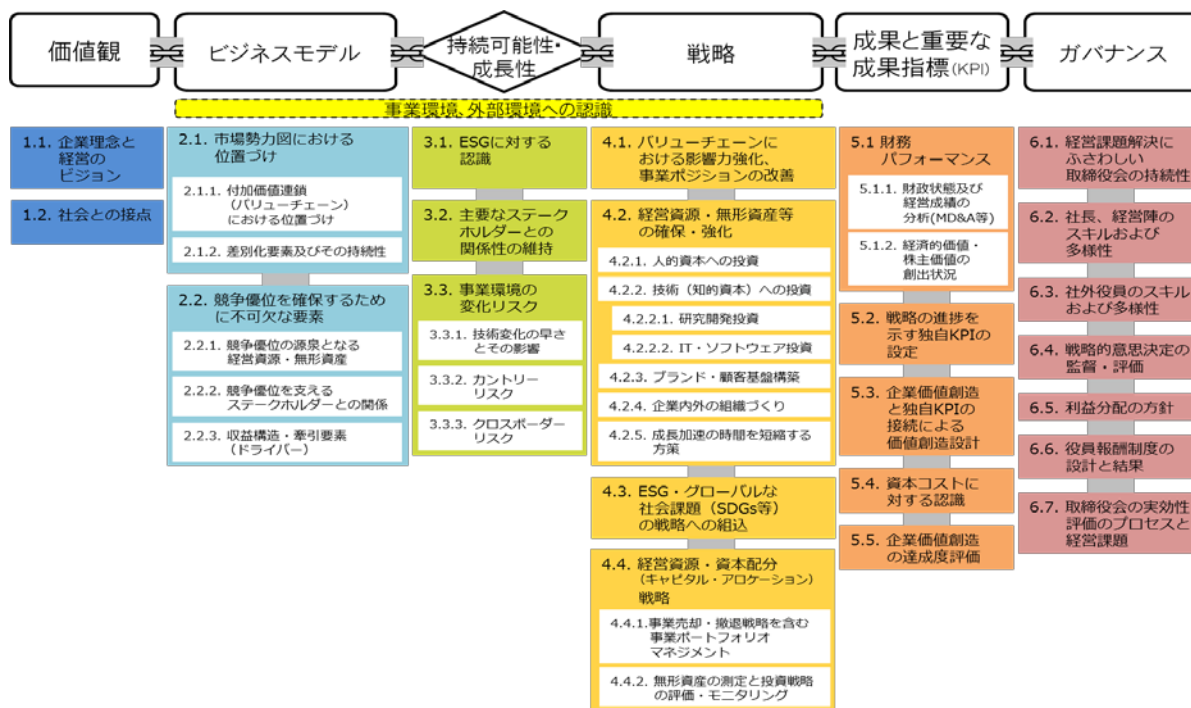 価値観
ビジネスモデル
持続可能性・
成長性
戦略
成果と重要な
成果指標(KPI)
ガバナンス
事業環境、外部環境への認識
1.1. 企業理念と
経営の
ビジョン
1.2. 社会との接点
2.1. 市場勢力図における
位置づけ
2.1.1. 付加価値連鎖
(バリューチェーン)
における位置づけ
2.1.2. 差別化要素及びその持続性
2.2. 競争優位を確保するため
に不可欠な要素
2.2.1. 競争優位の源泉となる
経営資源・無形資産
2.2.2. 競争優位を支える
ステークホルダーとの関係
2.2.3. 収益構造・牽引要素
(ドライバー)
3.1. ESGに対する
認識
3.2. 主要なステーク
ホルダーとの
関係性の維持
3.3. 事業環境の
変化リスク
3.3.1. 技術変化の早さ
とその影響
3.3.2. カントリー
リスク
3.3.3. クロスボーダー
リスク
4.1. バリューチェーンに
おける影響力強化、
事業ポジションの改善
4.2. 経営資源・無形資産等
の確保・強化
4.2.1. 人的資本への投資
4.2.2. 技術（知的資本）への投資
4.2.2.1. 研究開発投資
4.2.2.2. IT・ソフトウェア投資
4.2.3. ブランド・顧客基盤構築
4.2.4. 企業内外の組織づくり
4.2.5. 成長加速の時間を短縮する
方策
4.3. ESG・グローバルな
社会課題（SDGs等）
の戦略への組込
4.4. 経営資源・資本配分
(キャピタル・アロケーション)
戦略
4.4.1.事業売却・撤退戦略を含む
事業ポートフォリオ
マネジメント
4.4.2. 無形資産の測定と投資戦略
の評価・モニタリング
5.1 財務
パフォーマンス
5.1.1. 財政状態及び
経営成績の
分析(MD&A等)
5.1.2. 経済的価値・
株主価値の
創出状況
5.2. 戦略の進捗を
示す独自KPIの
設定
5.3. 企業価値創造
と独自KPIの
接続による
価値創造設計
5.4. 資本コストに
対する認識
5.5. 企業価値創造
の達成度評価
6.1. 経営課題解決に
ふさわしい
取締役会の持続性
6.2. 社長、経営陣の
スキルおよび
多様性
6.3. 社外役員のスキル
および多様性
6.4. 戦略的意思決定の
監督・評価
6.5. 利益分配の方針
6.6. 役員報酬制度の
設計と結果
6.7. 取締役会の実効性
評価のプロセスと
経営課題